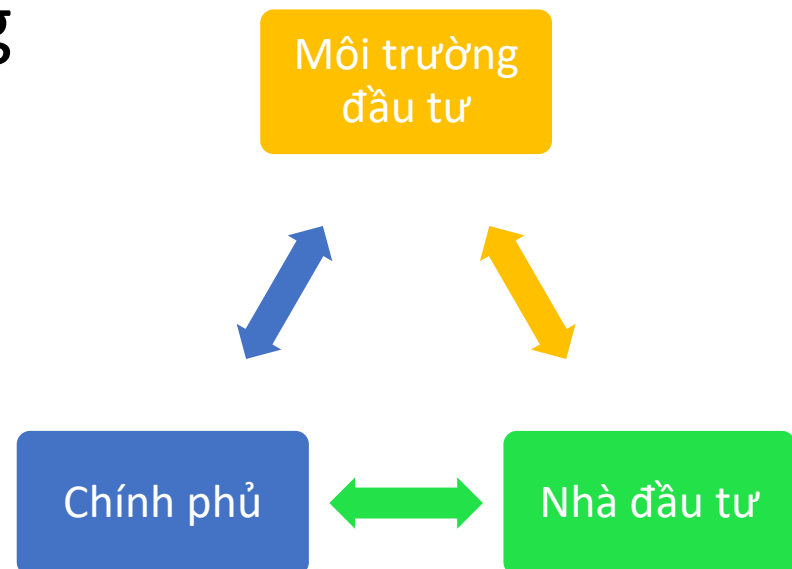 g
Môi trường
đầu tư
Chính phủ
Nhà đầu tư